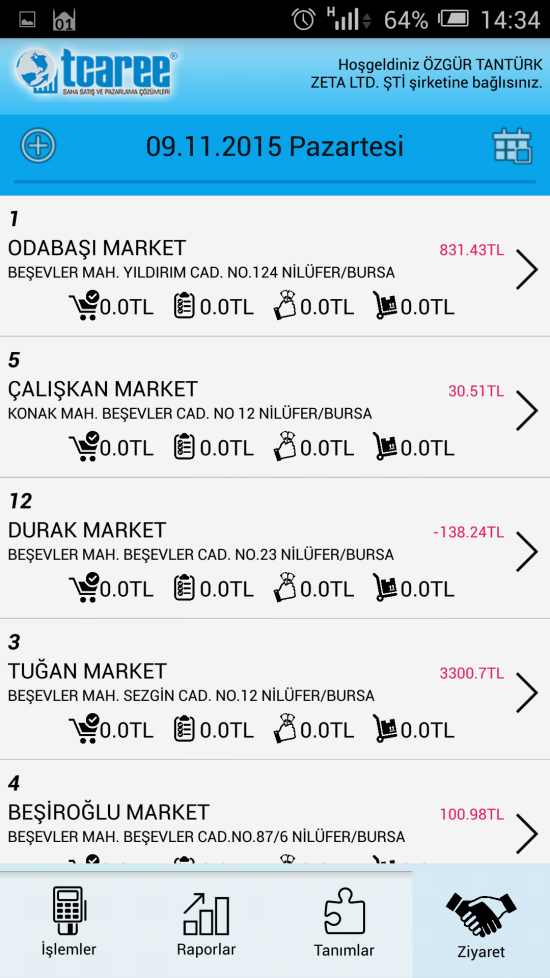 01
H
64%
14:34
tcaree®
SAHA SATIŞ VE PAZARLAMA ÇÖZÜMLERİ
Hoşgeldiniz ÖZGÜR TANTÜRK
ZETA LTD. ŞTİ şirketine bağlısınız.
09.11.2015 Pazartesi
1
ODABAŞI MARKET
831.43TL
BEŞEVLER MAH. YILDIRIM CAD. NO.124 NİLÜFER/BURSA
0.0TL 0.0TL 0.0TL 0.0TL
5
ÇALIŞKAN MARKET
30.51TL
KONAK MAH. BEŞEVLER CAD. NO 12 NİLÜFER/BURSA
0.0TL 0.0TL 0.0TL 0.0TL
12
DURAK MARKET
-138.24TL
BEŞEVLER MAH. BEŞEVLER CAD. NO.23 NİLÜFER/BURSA
0.0TL 0.0TL 0.0TL 0.0TL
3
TUĞAN MARKET
3300.7TL
BEŞEVLER MAH. SEZGİN CAD. NO.12 NİLÜFER/BURSA
0.0TL 0.0TL 0.0TL 0.0TL
4
BEŞİROĞLU MARKET
100.98TL
BEŞEVLER MAH. BEŞEVLER CAD.NO.87/6 NİLÜFER/BURSA
İşlemler
Raporlar
Tanımlar
Ziyaret